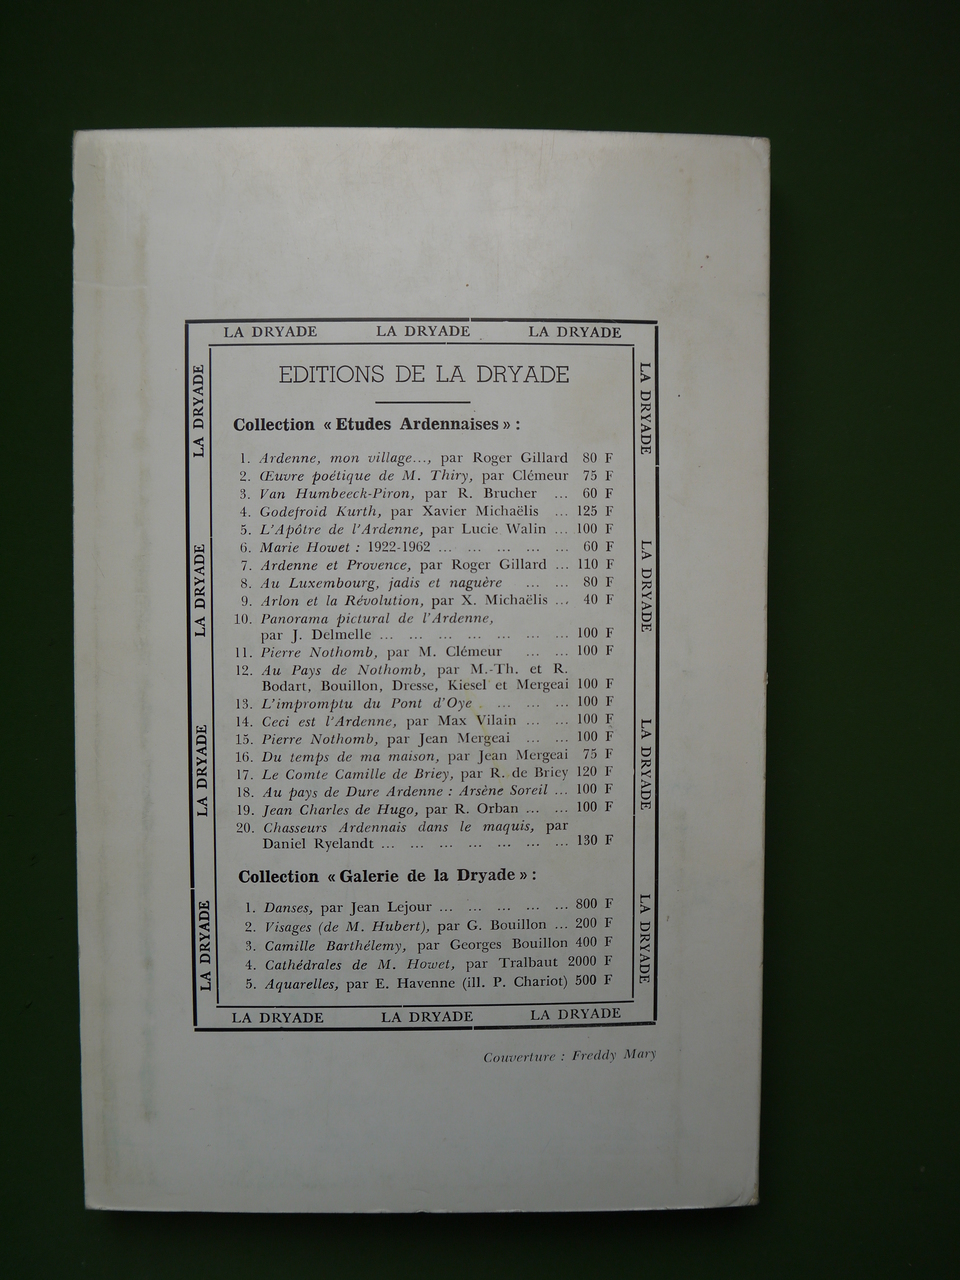 LA DRYADE LA DRYADE LA DRYADE
LA DRYADE
LA DRYADE
LA DRYADE
LA DRYADE
EDITIONS DE LA DRYADE
Collection « Etudes Ardennaises » :
1. Ardenne, mon village..., par Roger Gillard 80 F
2. Œuvre poétique de M. Thiry, par Clémeur 75 F
3. Van Humbeeck-Piron, par R. Brucher ... 60 F
4. Godefroid Kurth, par Xavier Michaëlis ... 125 F
5. L'Apôtre de l'Ardenne, par Lucie Walin ... 100 F
6. Marie Howet : 1922-1962 ... ... ... ... ... 60 F
7. Ardenne et Provence, par Roger Gillard ... 110 F
8. Au Luxembourg, jadis et naguère ... ... 80 F
9. Arlon et la Révolution, par X. Michaëlis ... 40 F
10. Panorama pictural de l'Ardenne,
par J. Delmelle ... ... ... ... ... ... ... 100 F
11. Pierre Nothomb, par M. Clémeur ... ... 100 F
12. Au Pays de Nothomb, par M.-Th. et R.
Bodart, Bouillon, Dresse, Kiesel et Mergeai 100 F
13. L'impromptu du Pont d'Oye ... ... ... 100 F
14. Ceci est l'Ardenne, par Max Vilain ... ... 100 F
15. Pierre Nothomb, par Jean Mergeai ... ... 100 F
16. Du temps de ma maison, par Jean Mergeai 75 F
17. Le Comte Camille de Briey, par R. de Briey 120 F
18. Au pays de Dure Ardenne : Arsène Soreil ... 100 F
19. Jean Charles de Hugo, par R. Orban ... ... 100 F
20. Chasseurs Ardennais dans le maquis, par
Daniel Ryelandt ... ... ... ... ... ... ... 130 F
Collection « Galerie de la Dryade » :
1. Danses, par Jean Lejour ... ... ... ... ... 800 F
2. Visages (de M. Hubert), par G. Bouillon ... 200 F
3. Camille Barthélemy, par Georges Bouillon 400 F
4. Cathédrales de M. Howet, par Tralbaut 2000 F
5. Aquarelles, par E. Havenne (ill. P. Chariot) 500 F
LA DRYADE
LA DRYADE
LA DRYADE
LA DRYADE
LA DRYADE LA DRYADE LA DRYADE
Couverture : Freddy Mary